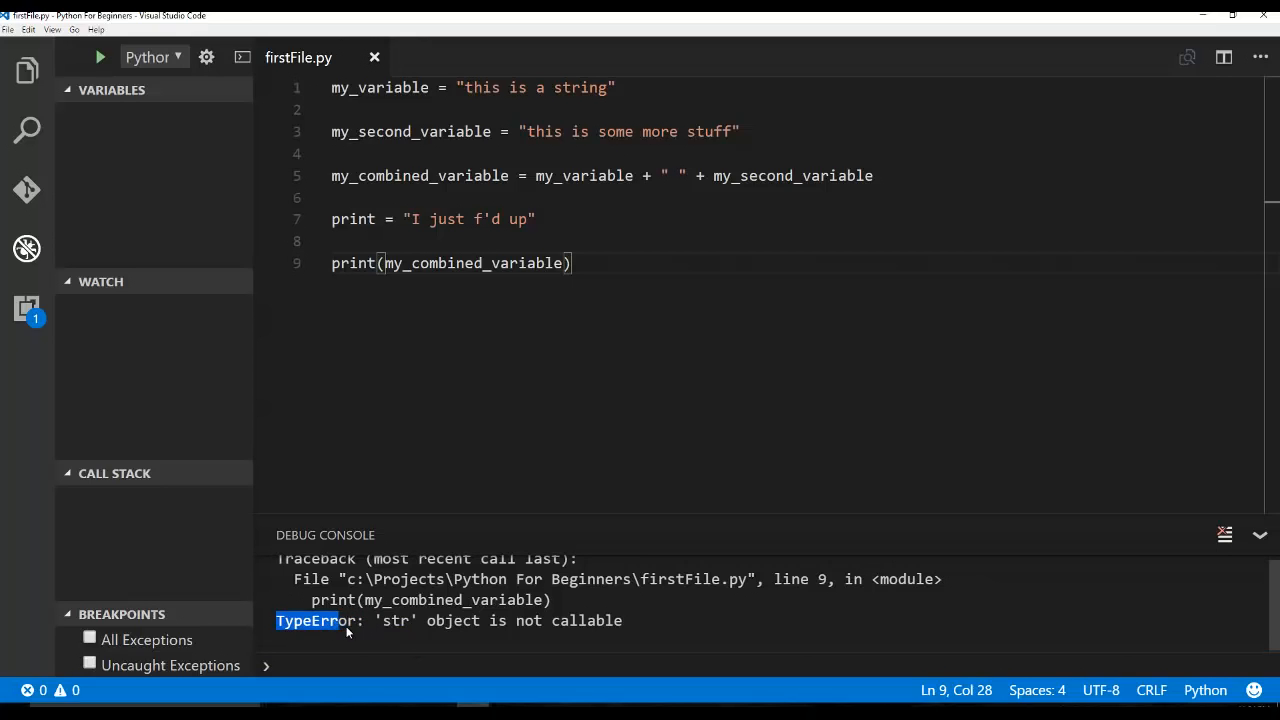 firstFile.py - Python For Beginners - Visual Studio Code
File Edit View Go Help
Python
firstFile.py
VARIABLES
WATCH
CALL STACK
BREAKPOINTS
All Exceptions
Uncaught Exceptions
1 my_variable = "this is a string"
2
3 my_second_variable = "this is some more stuff"
4
5 my_combined_variable = my_variable + " " + my_second_variable
6
7 print = "I just f'd up"
8
9 print(my_combined_variable)
1
DEBUG CONSOLE
Traceback (most recent call last):
File "c:\Projects\Python For Beginners\firstFile.py", line 9, in <module>
print(my_combined_variable)
TypeError: 'str' object is not callable
0 0
Ln 9, Col 28 Spaces: 4 UTF-8 CRLF Python